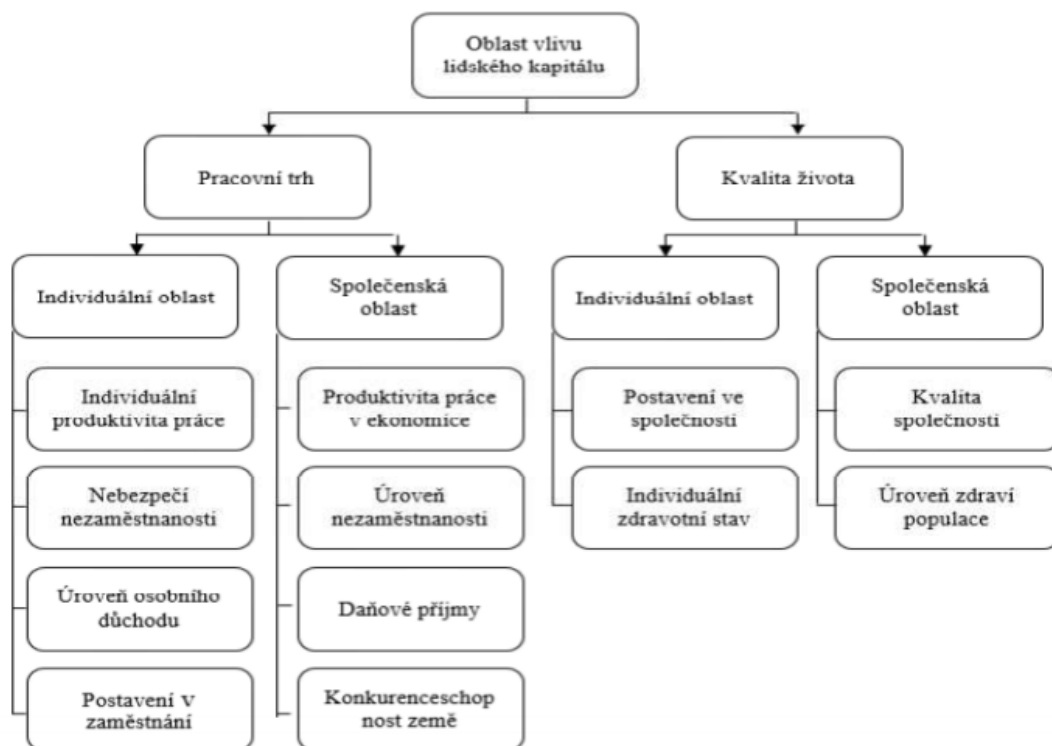 Oblast vlivu
lidského kapitálu
Pracovní trh
Kvalita života
Individuální oblast
Společenská
oblast
Individuální oblast
Společenská
oblast
Individuální
produktivita práce
Produktivita práce
v ekonomice
Postavení ve
společnosti
Kvalita
společnosti
Nebezpečí
nezaměstnanosti
Úroveň
nezaměstnanosti
Individuální
zdravotní stav
Úroveň zdraví
populace
Úroveň osobního
důchodu
Daňové příjmy
Postavení v
zaměstnání
Konkurenceschop
nost země